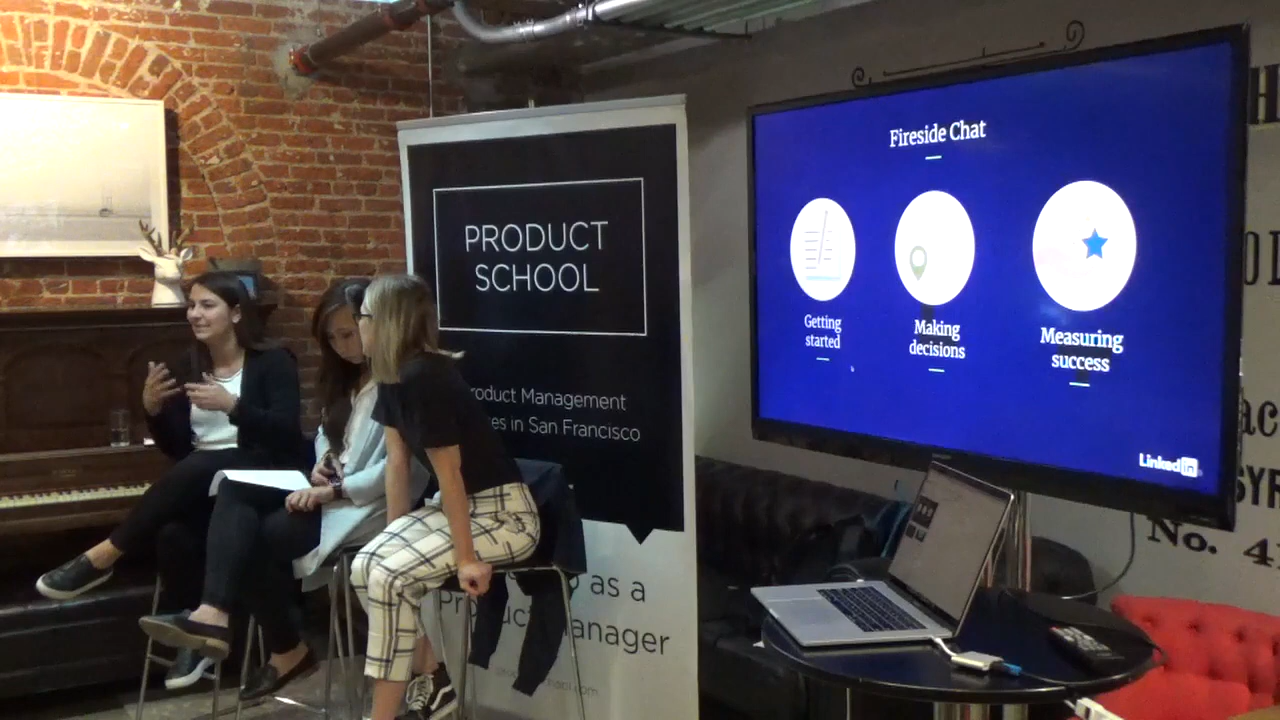 PRODUCT
SCHOOL
roduct Management
es in San Francisco
as a
Product Manager
Fireside Chat
Getting
started
Making
decisions
Measuring
success
LinkedIn
No. 4